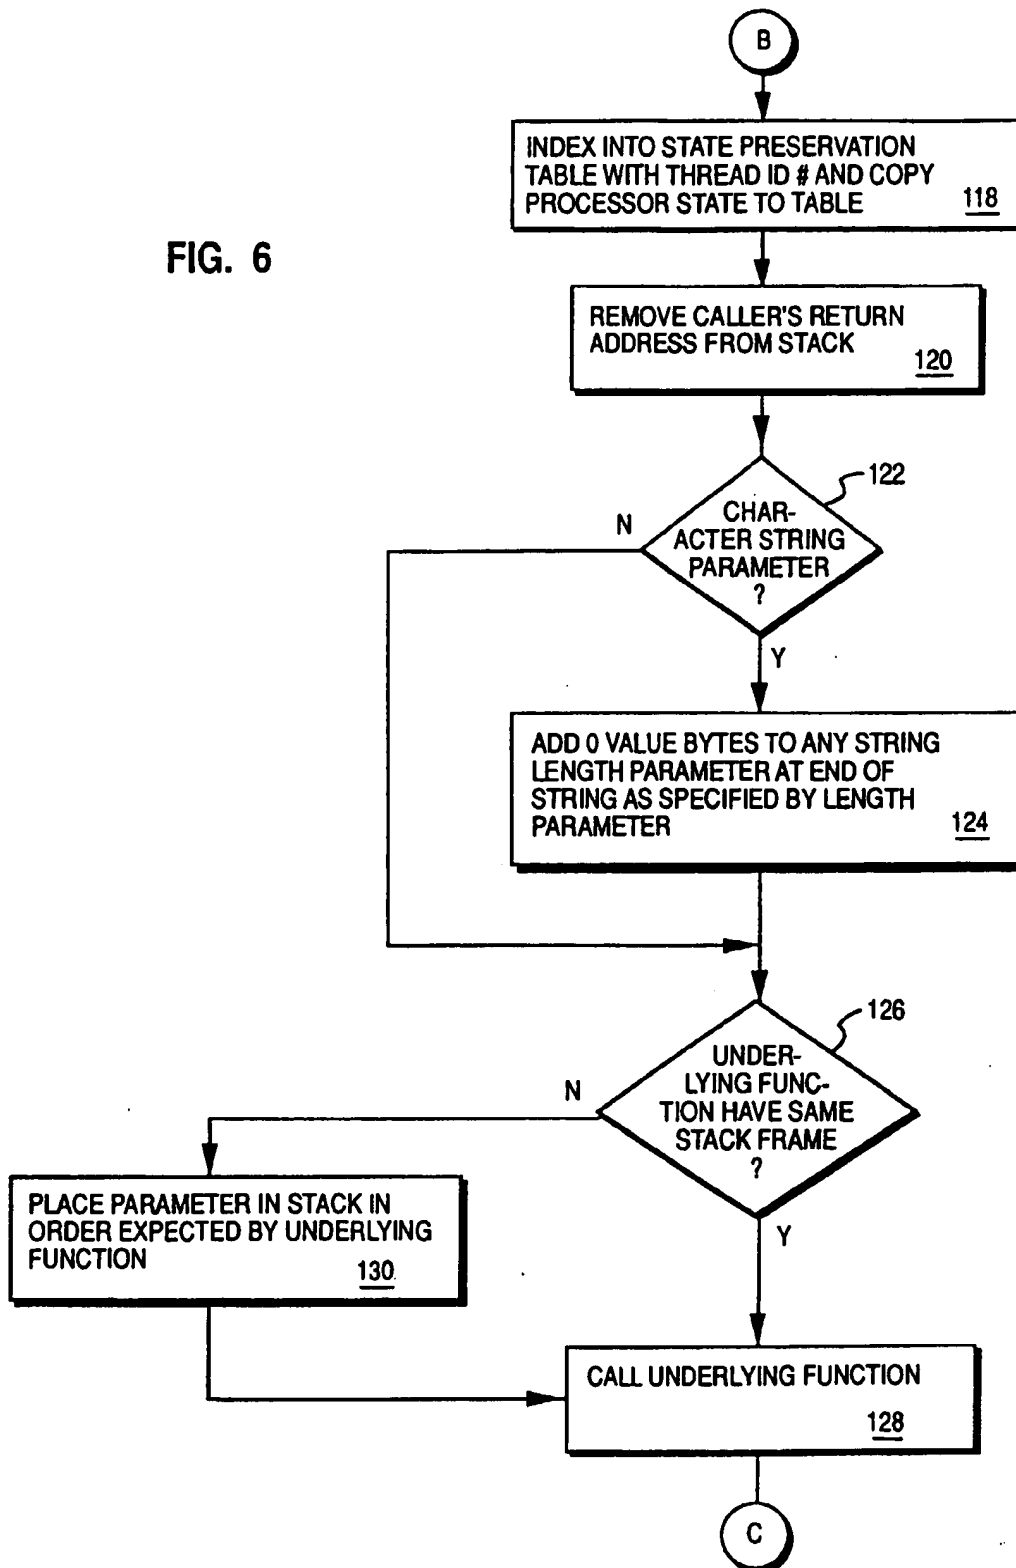 B
INDEX INTO STATE PRESERVATION
TABLE WITH THREAD ID # AND COPY
PROCESSOR STATE TO TABLE
118
FIG. 6
REMOVE CALLER'S RETURN
ADDRESS FROM STACK
120
122
N
CHAR-
ACTER STRING
PARAMETER
?
Y
ADD 0 VALUE BYTES TO ANY STRING
LENGTH PARAMETER AT END OF
STRING AS SPECIFIED BY LENGTH
PARAMETER
124
126
N
UNDER-
LYING FUNC-
TION HAVE SAME
STACK FRAME
?
Y
PLACE PARAMETER IN STACK IN
ORDER EXPECTED BY UNDERLYING
FUNCTION
130
CALL UNDERLYING FUNCTION
128
C